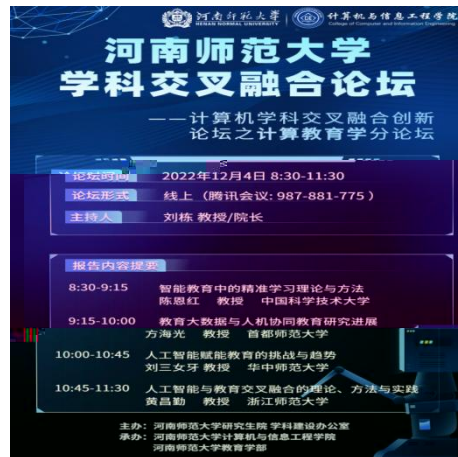 河南师范大学
HENAN NORMAL UNIVERSITY
计算机与信息工程学院
College of Computer and Information Engineering
河南师范大学
学科交叉融合论坛
——计算机学科交叉融合创新
论坛之计算教育学分论坛
论坛时间 2022年12月4日 8:30-11:30
论坛形式 线上（腾讯会议: 987-881-775 ）
主持人 刘栋 教授/院长
报告内容提要
8:30-9:15 智能教育中的精准学习理论与方法
陈恩红 教授 中国科学技术大学
9:15-10:00 教育大数据与人机协同教育研究进展
方海光 教授 首都师范大学
10:00-10:45 人工智能赋能教育的挑战与趋势
刘三女牙 教授 华中师范大学
10:45-11:30 人工智能与教育交叉融合的理论、方法与实践
黄昌勤 教授 浙江师范大学
主办：河南师范大学研究生院 学科建设办公室
承办：河南师范大学计算机与信息工程学院
河南师范大学教育学部